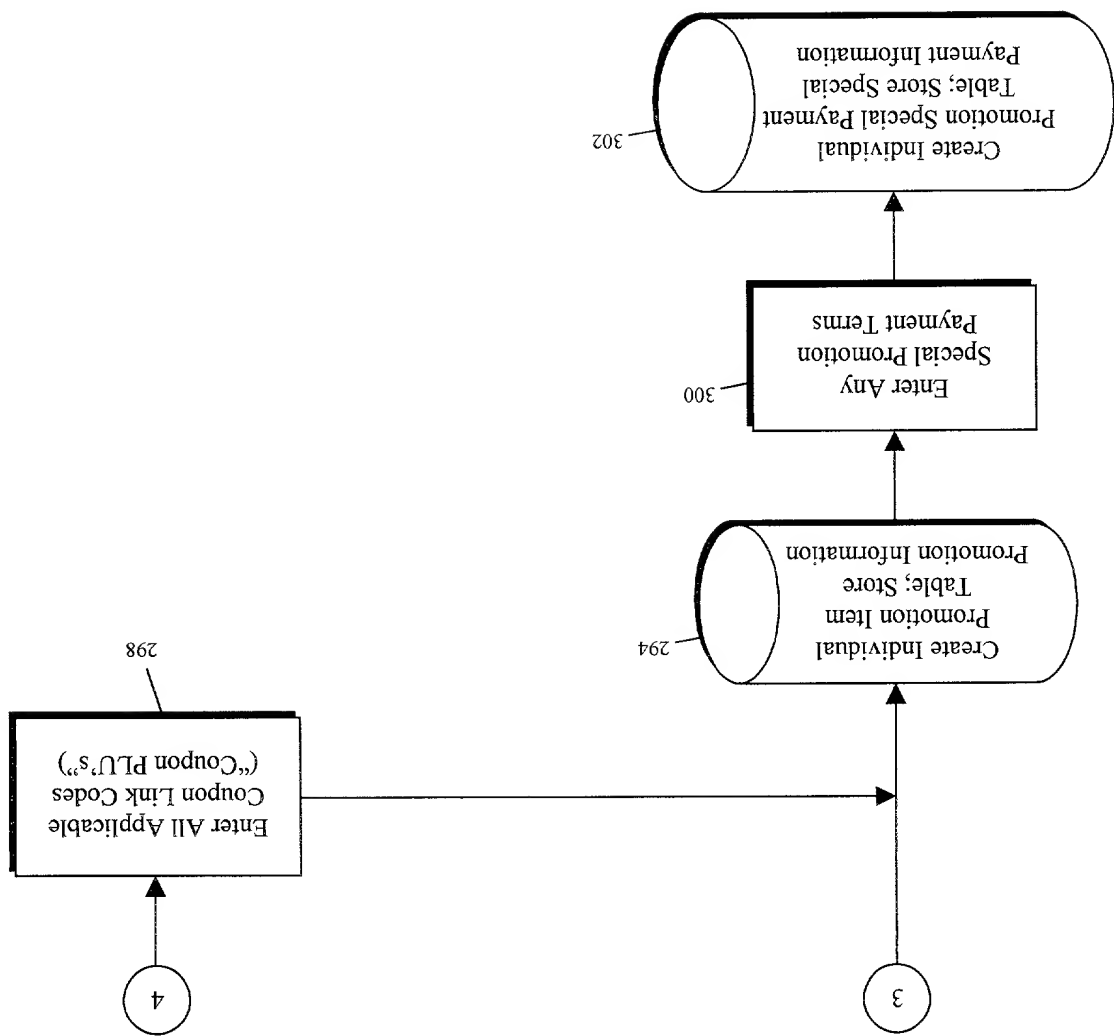 3
4
Enter All Applicable
Coupon Link Codes
("Coupon PLU's")
298
Create Individual
Promotion Item
Table; Store
Promotion Information
294
Enter Any
Special Promotion
Payment Terms
300
Create Individual
Promotion Special Payment
Table; Store Special
Payment Information
302